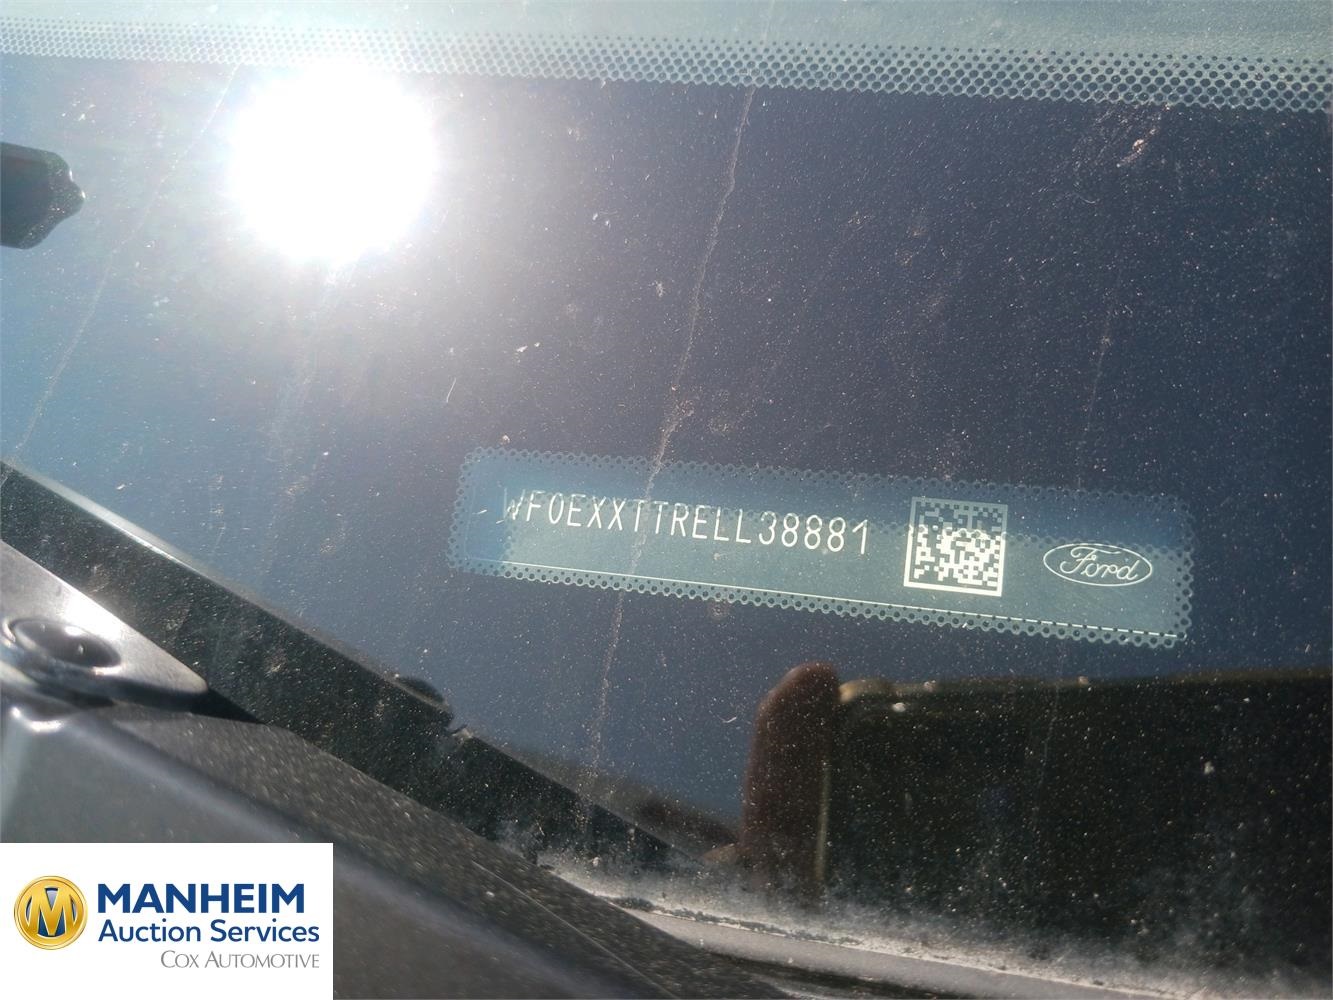 WF0EXXTTRELL38881
Ford
MANHEIM
Auction Services
COX AUTOMOTIVE